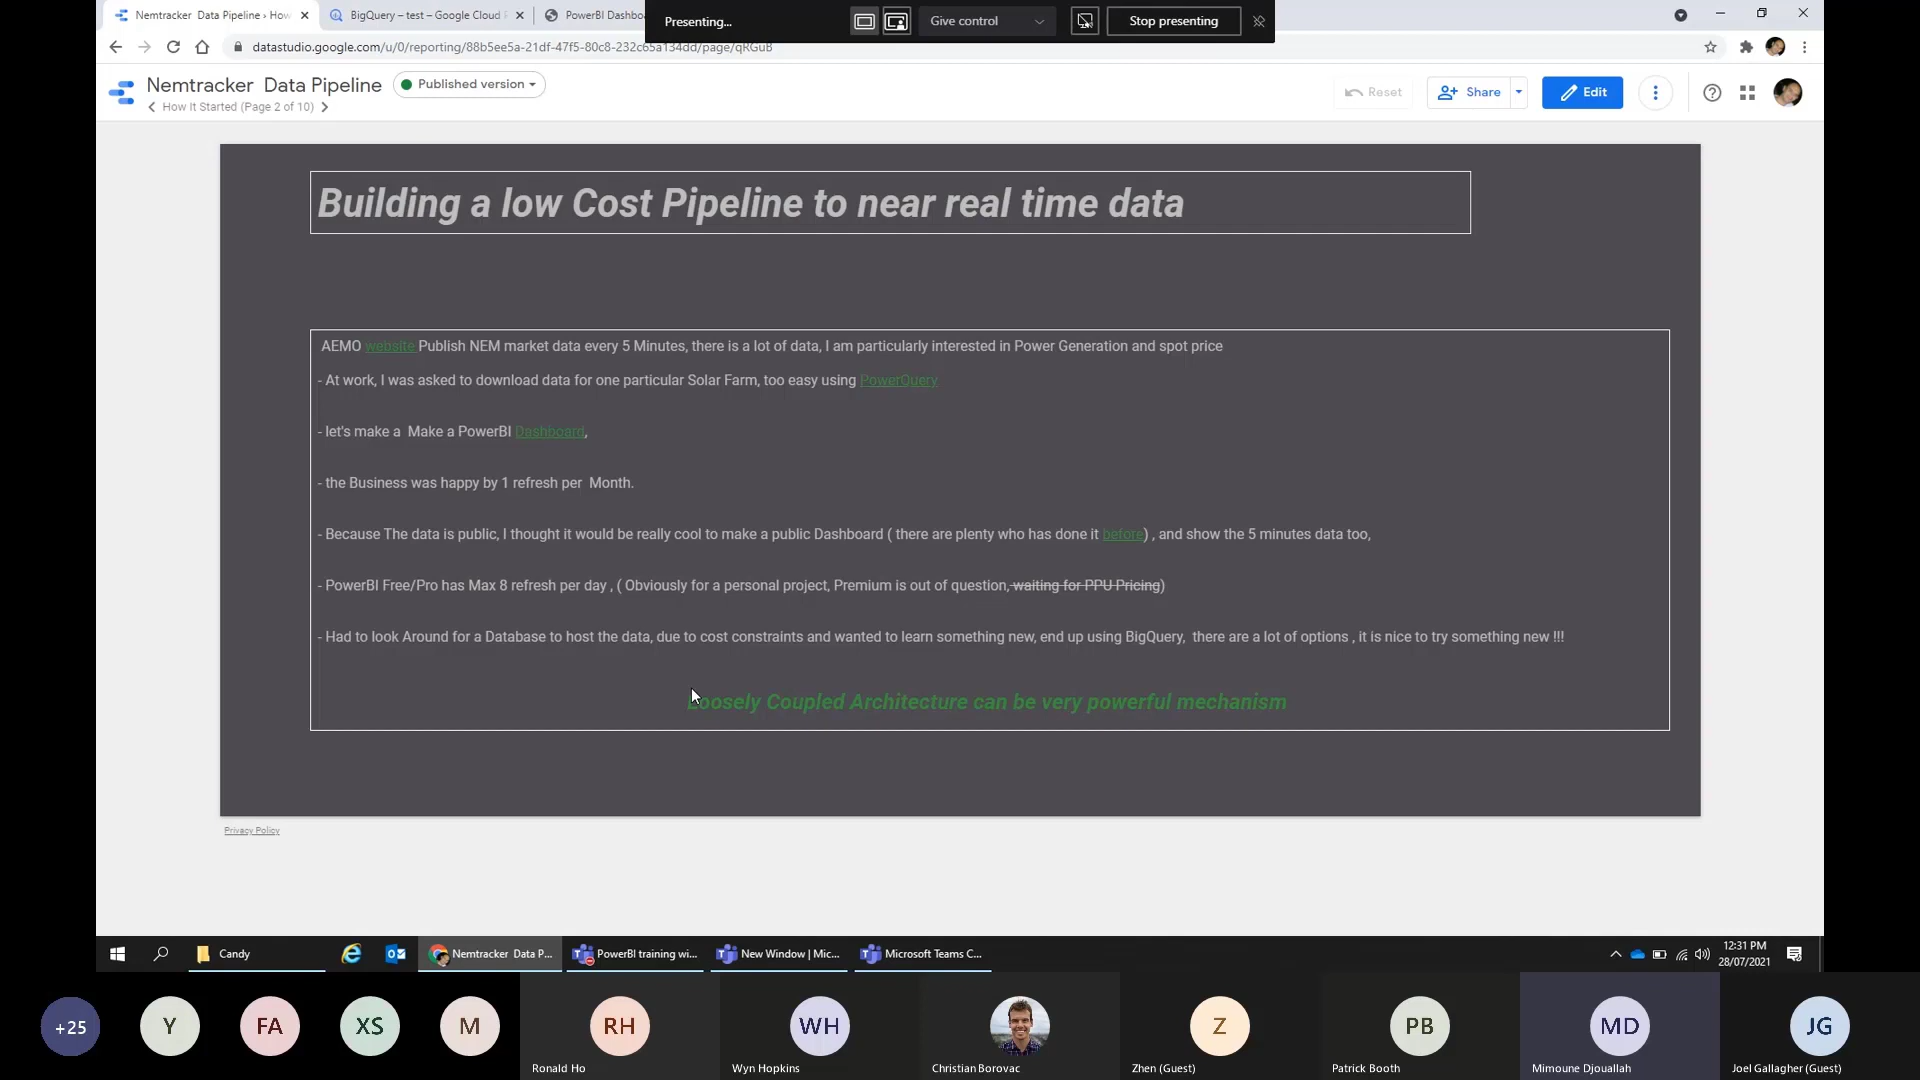 Nemtracker Data Pipeline › How
BigQuery – test – Google Cloud P
PowerBI Dashbo
Presenting...
Give control
Stop presenting
datastudio.google.com/u/0/reporting/88b5ee5a-21df-47f5-80c8-232c65a134dd/page/qRGuB
Nemtracker Data Pipeline
Published version
How It Started (Page 2 of 10)
Reset
Share
Edit
Building a low Cost Pipeline to near real time data
AEMO website Publish NEM market data every 5 Minutes, there is a lot of data, I am particularly interested in Power Generation and spot price
- At work, I was asked to download data for one particular Solar Farm, too easy using PowerQuery
- let's make a Make a PowerBI Dashboard,
- the Business was happy by 1 refresh per Month.
- Because The data is public, I thought it would be really cool to make a public Dashboard ( there are plenty who has done it before) , and show the 5 minutes data too,
- PowerBI Free/Pro has Max 8 refresh per day , ( Obviously for a personal project, Premium is out of question, waiting for PPU Pricing)
- Had to look Around for a Database to host the data, due to cost constraints and wanted to learn something new, end up using BigQuery, there are a lot of options , it is nice to try something new !!!
Loosely Coupled Architecture can be very powerful mechanism
Privacy Policy
Candy
Nemtracker Data P...
PowerBI training wi...
New Window | Mic...
Microsoft Teams C...
12:31 PM
28/07/2021
+25
Y
FA
XS
M
RH
WH
Z
PB
MD
JG
Ronald Ho
Wyn Hopkins
Christian Borovac
Zhen (Guest)
Patrick Booth
Mimoune Djouallah
Joel Gallagher (Guest)